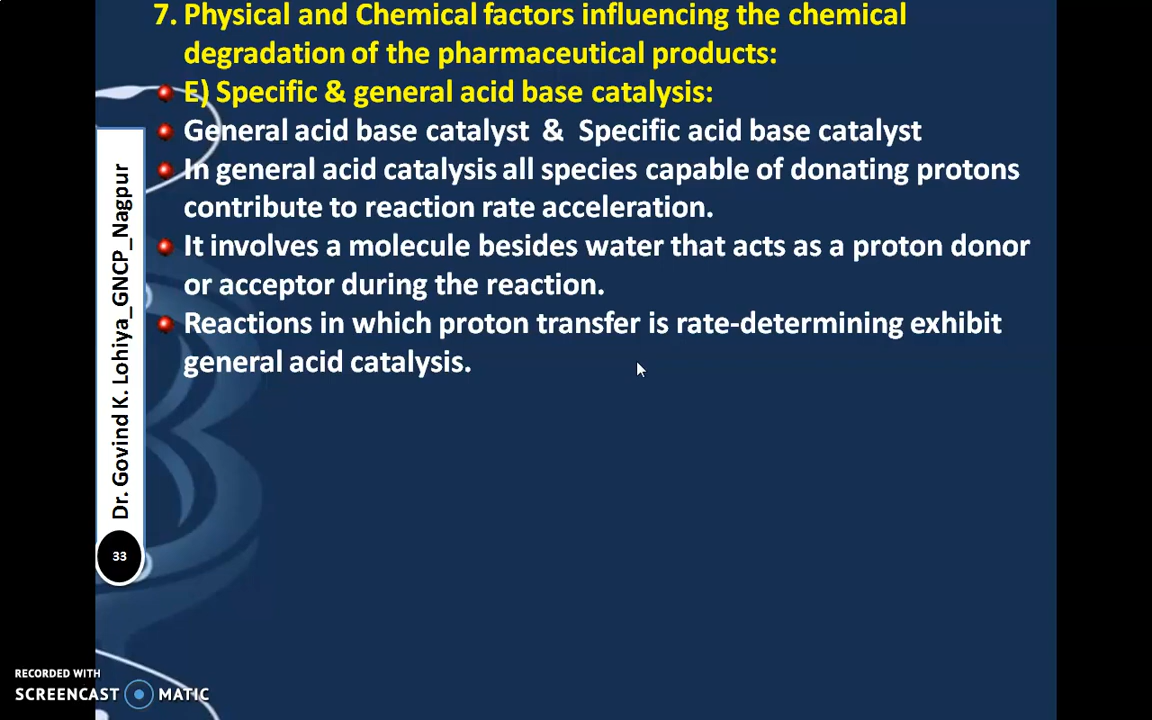 7. Physical and Chemical factors influencing the chemical
degradation of the pharmaceutical products:
E) Specific & general acid base catalysis:
General acid base catalyst & Specific acid base catalyst
In general acid catalysis all species capable of donating protons
contribute to reaction rate acceleration.
It involves a molecule besides water that acts as a proton donor
or acceptor during the reaction.
Reactions in which proton transfer is rate-determining exhibit
general acid catalysis.
Dr. Govind K. Lohiya_GNCP_Nagpur
33
RECORDED WITH
SCREENCAST MATIC